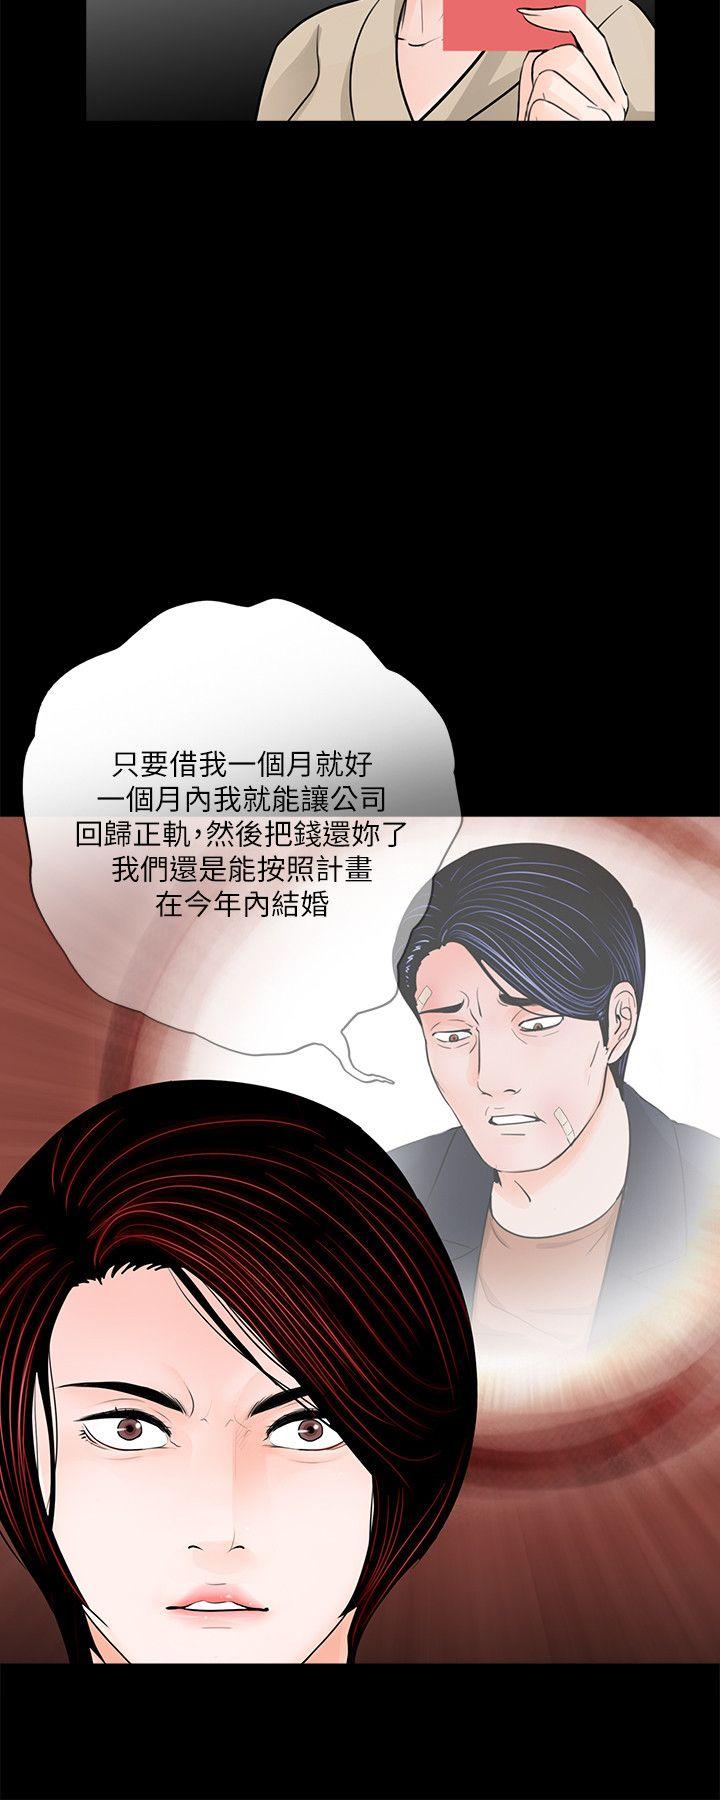 只要借我一個月就好
一個月內我就能讓公司
回歸正軌，然後把錢還妳了
我們還是能按照計畫
在今年內結婚